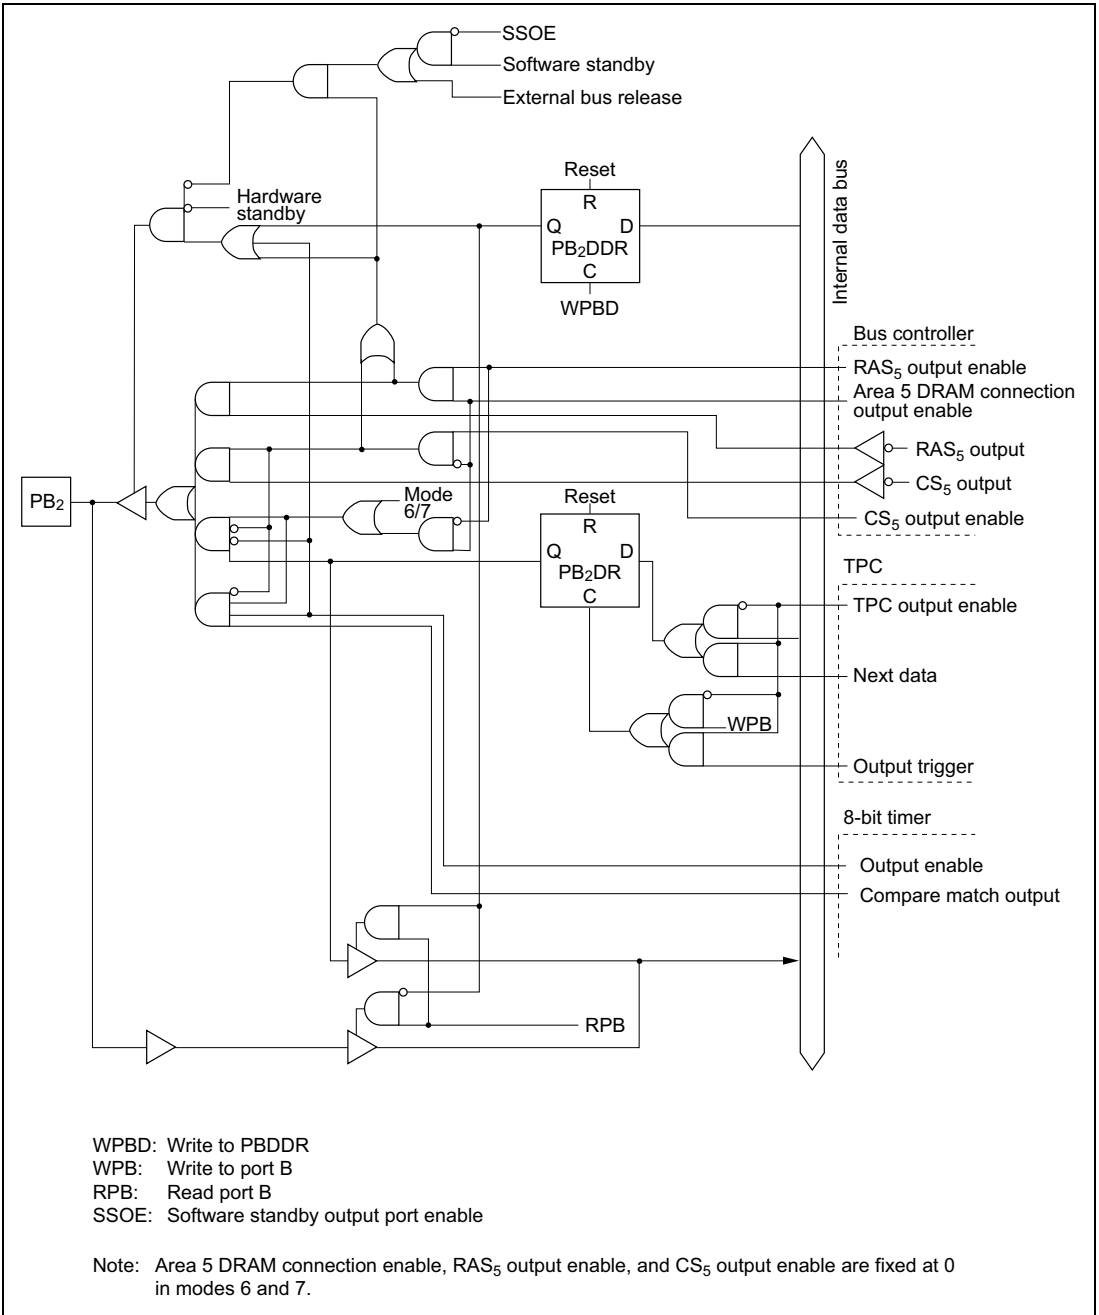 SSOE
Software standby
External bus release
Hardware
standby
Reset
R
Q D
PB₂DDR
C
WPBD
Internal data bus
Bus controller
RAS₅ output enable
Area 5 DRAM connection
output enable
RAS₅ output
CS₅ output
CS₅ output enable
Mode
6/7
PB₂
Reset
R
Q D
PB₂DR
C
TPC
TPC output enable
Next data
WPB
Output trigger
8-bit timer
Output enable
Compare match output
RPB
WPBD: Write to PBDDR
WPB: Write to port B
RPB: Read port B
SSOE: Software standby output port enable
Note: Area 5 DRAM connection enable, RAS₅ output enable, and CS₅ output enable are fixed at 0
in modes 6 and 7.